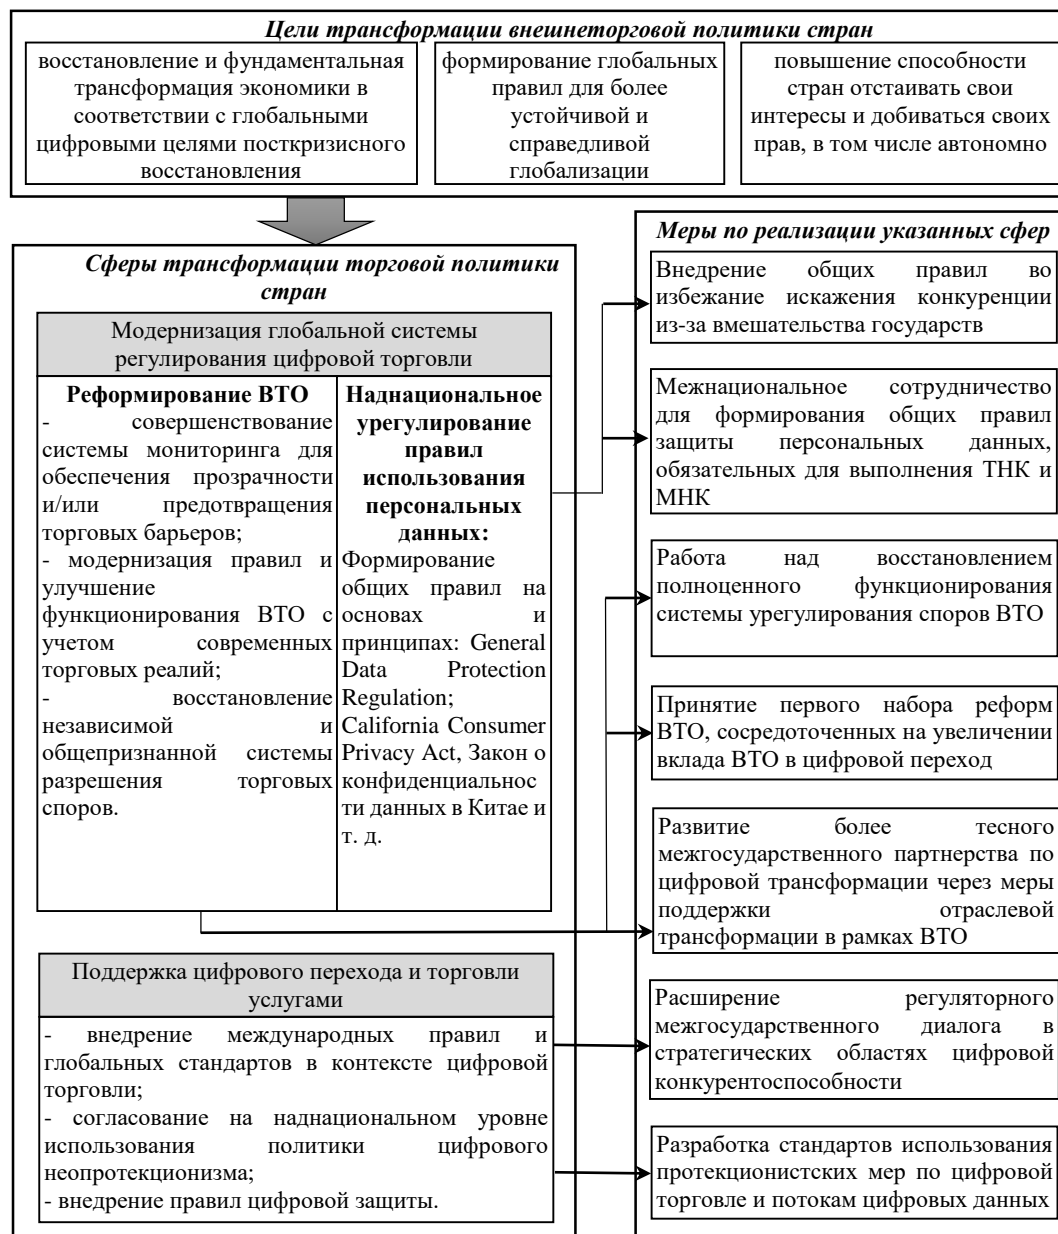 Цели трансформации внешнеторговой политики стран
восстановление и фундаментальная
трансформация экономики в
соответствии с глобальными
цифровыми целями посткризисного
восстановления
формирование глобальных
правил для более
устойчивой и
справедливой
глобализации
повышение способности
стран отстаивать свои
интересы и добиваться своих
прав, в том числе автономно
Сферы трансформации торговой политики
стран
Модернизация глобальной системы
регулирования цифровой торговли
Реформирование ВТО
- совершенствование
системы мониторинга для
обеспечения прозрачности
и/или предотвращения
торговых барьеров;
- модернизация правил и
улучшение
функционирования ВТО с
учетом современных
торговых реалий;
- восстановление
независимой и
общепризнанной системы
разрешения торговых
споров.
Наднациональное
урегулирование
правил
использования
персональных
данных:
Формирование
общих правил на
основах и
принципах: General
Data Protection
Regulation;
California Consumer
Privacy Act, Закон о
конфиденциальнос
ти данных в Китае и
т. д.
Поддержка цифрового перехода и торговли
услугами
- внедрение международных правил и
глобальных стандартов в контексте цифровой
торговли;
- согласование на наднациональном уровне
использования политики цифрового
неопротекционизма;
- внедрение правил цифровой защиты.
Меры по реализации указанных сфер
Внедрение общих правил во
избежание искажения конкуренции
из-за вмешательства государств
Межнациональное сотрудничество
для формирования общих правил
защиты персональных данных,
обязательных для выполнения ТНК и
МНК
Работа над восстановлением
полноценного функционирования
системы урегулирования споров ВТО
Принятие первого набора реформ
ВТО, сосредоточенных на увеличении
вклада ВТО в цифровой переход
Развитие более тесного
межгосударственного партнерства по
цифровой трансформации через меры
поддержки отраслевой
трансформации в рамках ВТО
Расширение регуляторного
межгосударственного диалога в
стратегических областях цифровой
конкурентоспособности
Разработка стандартов использования
протекционистских мер по цифровой
торговле и потокам цифровых данных